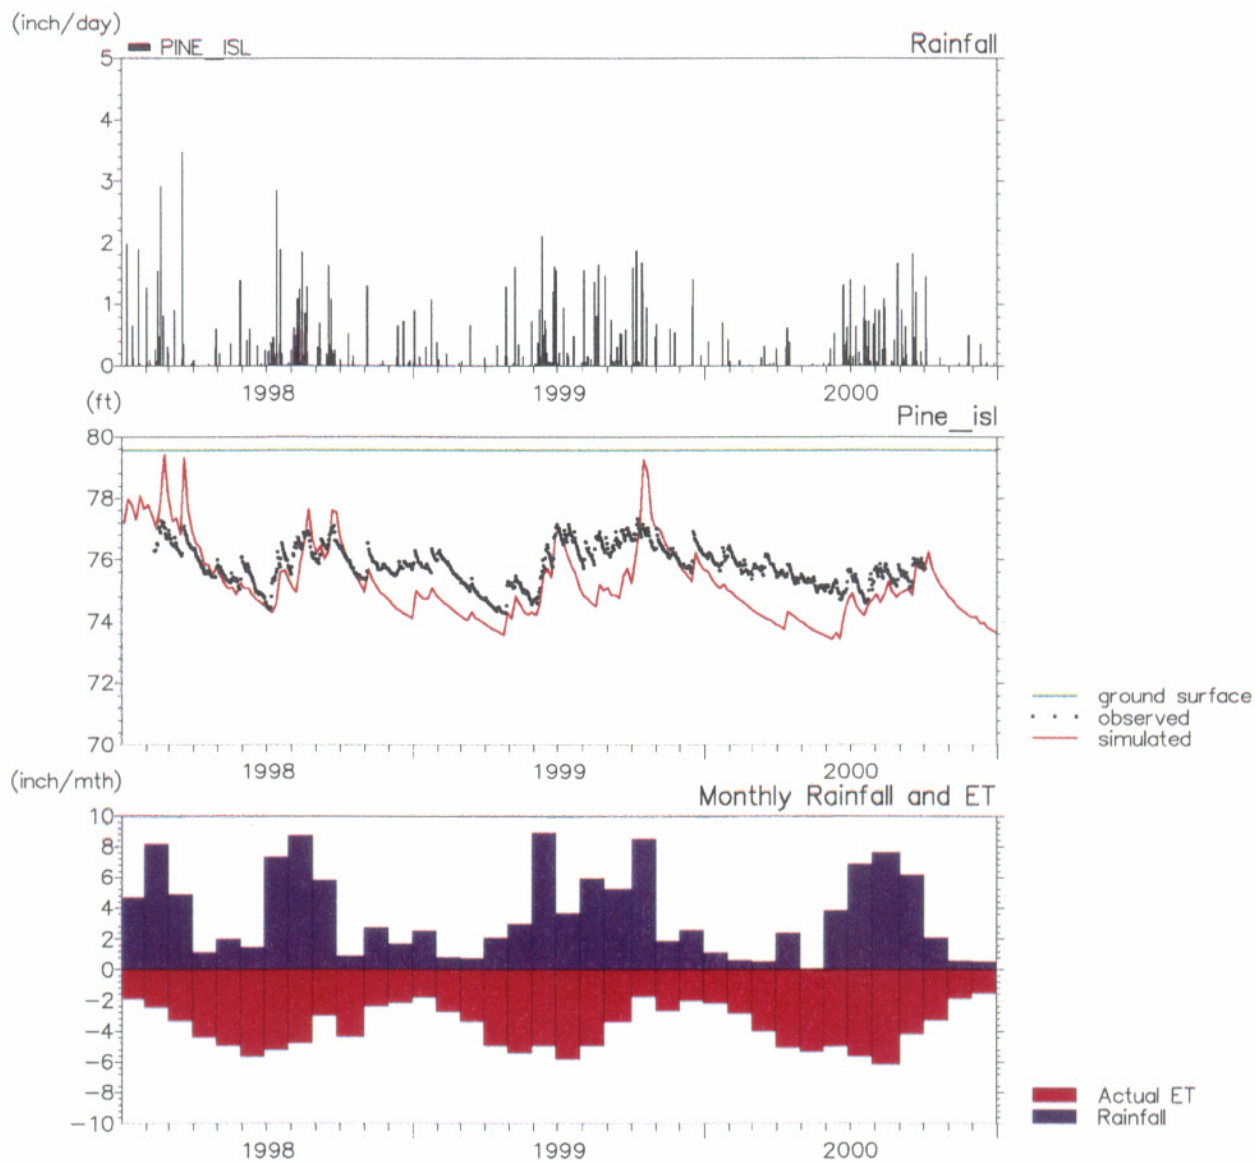 (inch/day)
PINE_ISL
Rainfall
5
4
3
2
1
0
1998
1999
2000
(ft)
Pine_isl
80
78
76
74
72
70
1998
1999
2000
ground surface
observed
simulated
(inch/mth)
Monthly Rainfall and ET
10
8
6
4
2
0
-2
-4
-6
-8
-10
1998
1999
2000
Actual ET
Rainfall